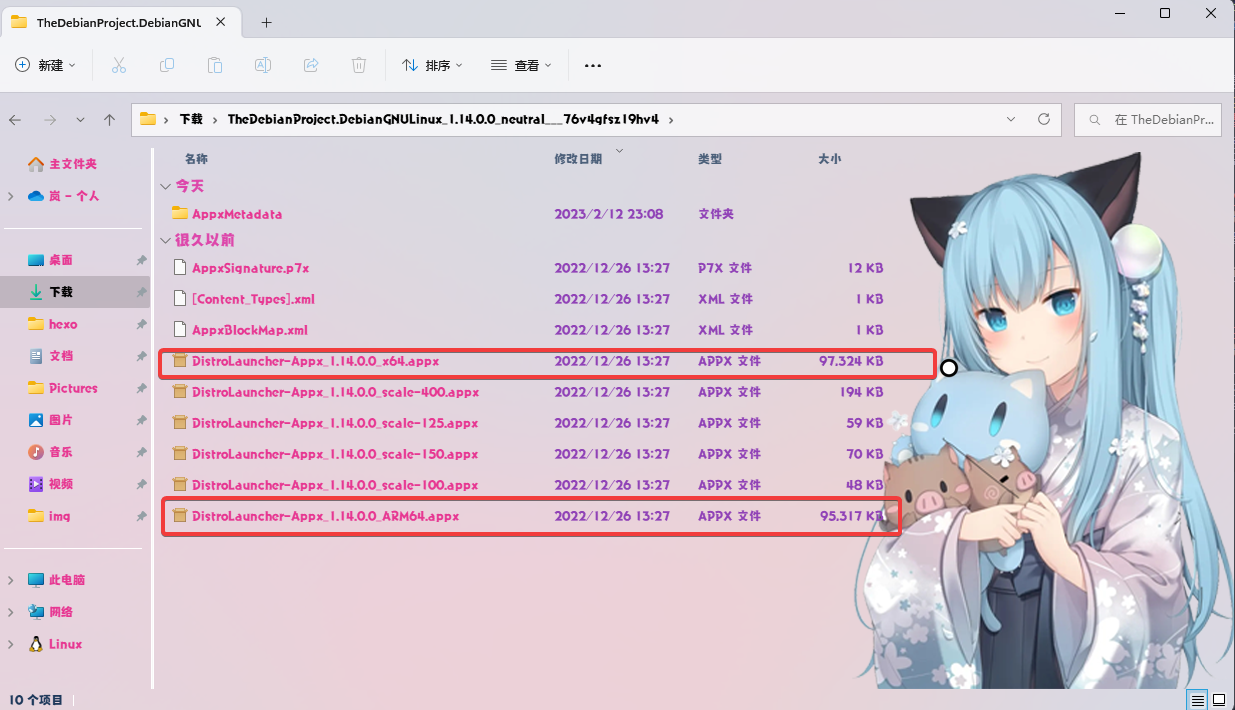 TheDebianProject.DebianGNU
新建
排序
查看
下载 > TheDebianProject.DebianGNULinux_1.14.0.0_neutral___76v4gfsz19hv4 >
在 TheDebianPr...
主文件夹
岚 - 个人
桌面
下载
hexo
文档
Pictures
图片
音乐
视频
img
此电脑
网络
Linux
名称 修改日期 类型 大小
今天
AppxMetadata 2023/2/12 23:08 文件夹
很久以前
AppxSignature.p7x 2022/12/26 13:27 P7X 文件 12 KB
[Content_Types].xml 2022/12/26 13:27 XML 文件 1 KB
AppxBlockMap.xml 2022/12/26 13:27 XML 文件 1 KB
DistroLauncher-Appx_1.14.0.0_x64.appx 2022/12/26 13:27 APPX 文件 97,324 KB
DistroLauncher-Appx_1.14.0.0_scale-400.appx 2022/12/26 13:27 APPX 文件 194 KB
DistroLauncher-Appx_1.14.0.0_scale-125.appx 2022/12/26 13:27 APPX 文件 59 KB
DistroLauncher-Appx_1.14.0.0_scale-150.appx 2022/12/26 13:27 APPX 文件 70 KB
DistroLauncher-Appx_1.14.0.0_scale-100.appx 2022/12/26 13:27 APPX 文件 48 KB
DistroLauncher-Appx_1.14.0.0_ARM64.appx 2022/12/26 13:27 APPX 文件 95,317 KB
10 个项目